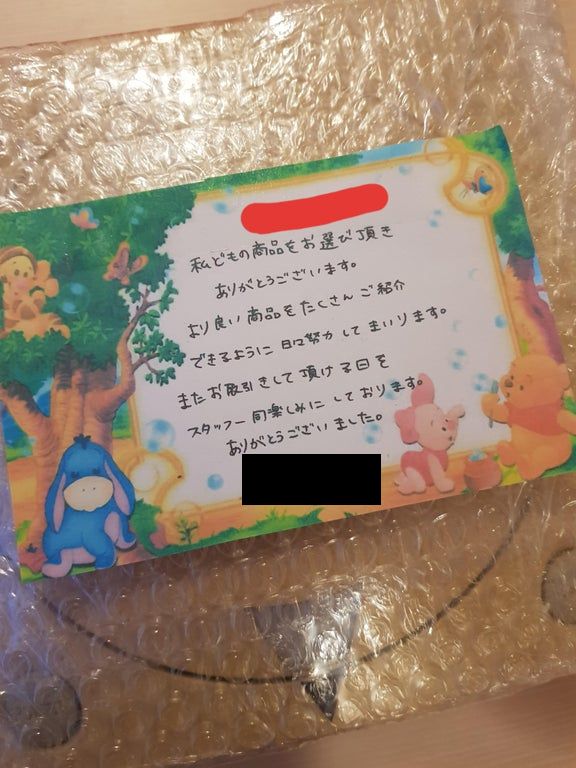 私どもの商品をお選び頂き
ありがとうございます。
より良い商品をたくさんご紹介
できるように日々努力してまいります。
またお取引きして頂ける日を
スタッフ一同楽しみにしております。
ありがとうございました。